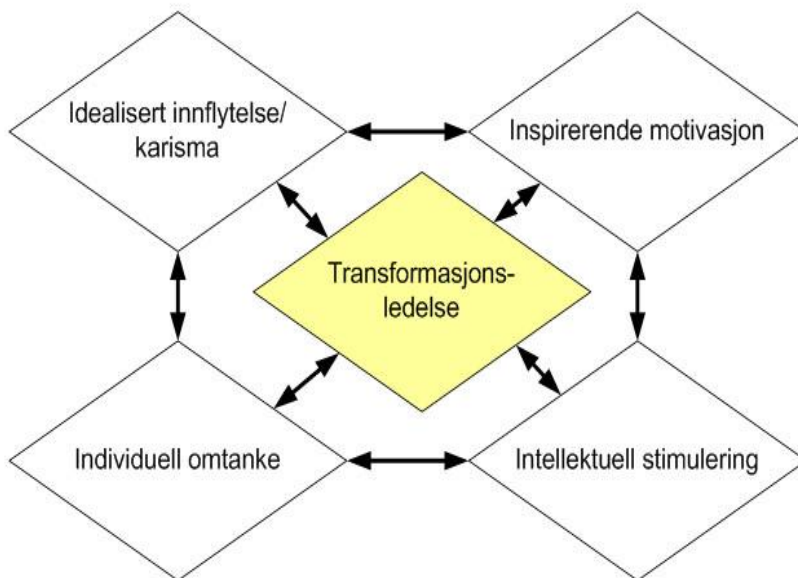 Idealisert innflytelse/
karisma
Inspirerende motivasjon
Transformasjons-
ledelse
Individuell omtanke
Intellektuell stimulering